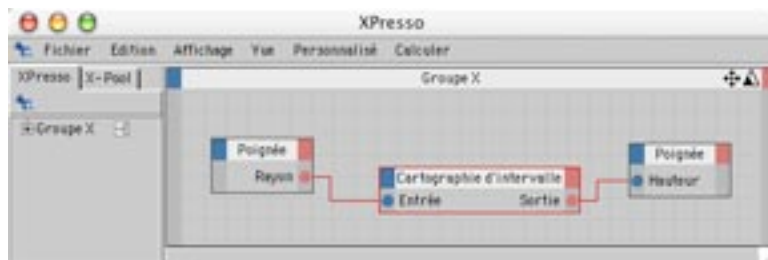 XPresso
Fichier Edition Affichage Vue Personnalisé Calculer
XPresso X-Pool Groupe X
Groupe X
Poignée
Rayon
Cartographie d'intervalle
Entrée Sortie
Poignée
Hauteur